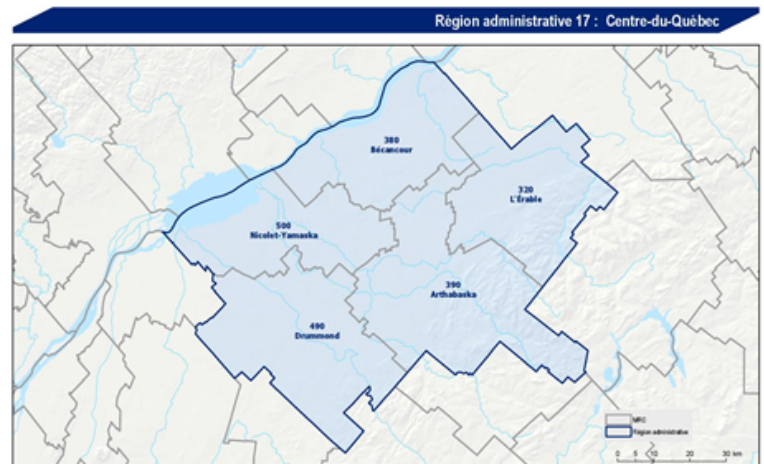 Région administrative 17 : Centre-du-Québec
380
Bécancour
320
L'Érable
500
Nicolet-Yamaska
390
Arthabaska
490
Drummond
MRC
Région administrative
0 5 10 20 30 km